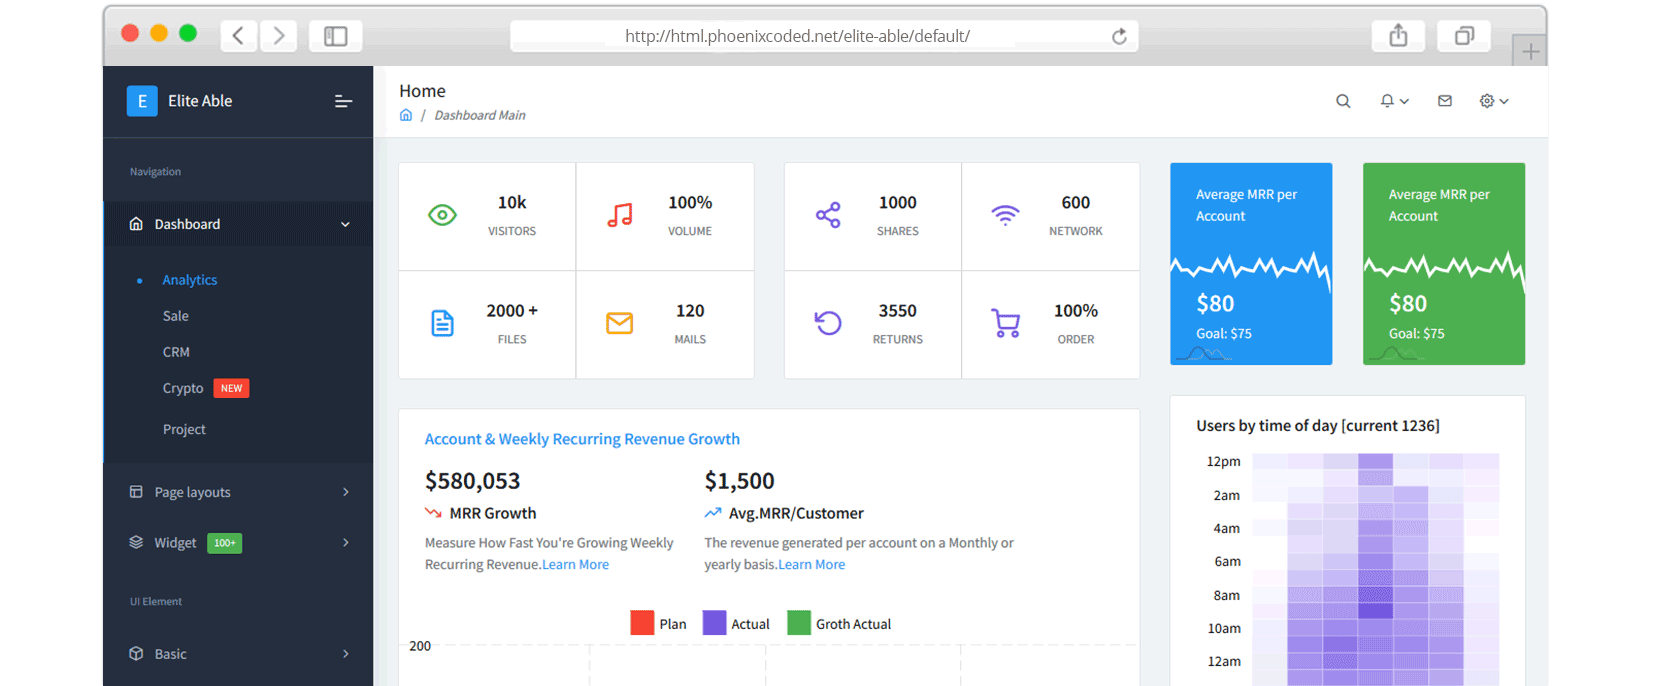 http://html.phoenixcoded.net/elite-able/default/
E Elite Able
Home
/ Dashboard Main
Navigation
Dashboard
Analytics
Sale
CRM
Crypto NEW
Project
Page layouts
Widget 100+
UI Element
Basic
10k
VISITORS
100%
VOLUME
2000 +
FILES
120
MAILS
1000
SHARES
600
NETWORK
3550
RETURNS
100%
ORDER
Average MRR per
Account
$80
Goal: $75
Average MRR per
Account
$80
Goal: $75
Account & Weekly Recurring Revenue Growth
$580,053
MRR Growth
Measure How Fast You're Growing Weekly
Recurring Revenue.Learn More
$1,500
Avg.MRR/Customer
The revenue generated per account on a Monthly or
yearly basis.Learn More
Plan Actual Groth Actual
200
Users by time of day [current 1236]
12pm
2am
4am
6am
8am
10am
12am